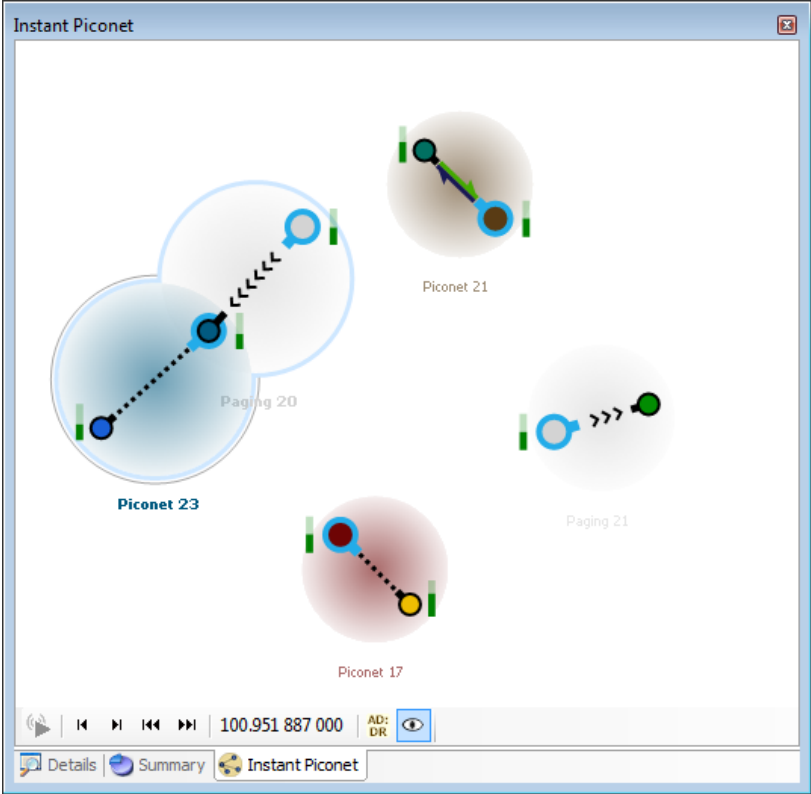 Instant Piconet
Piconet 21
Paging 20
Piconet 23
Paging 21
Piconet 17
100.951 887 000
AD:
DR
Details
Summary
Instant Piconet